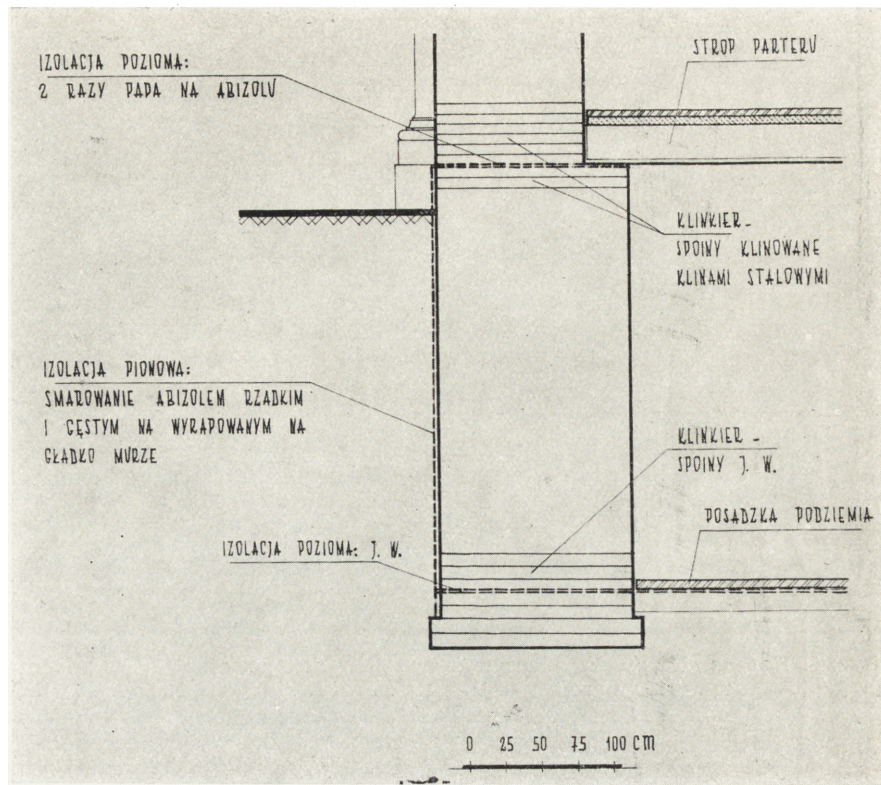 IZOLACJA POZIOMA:
2 RAZY PAPA NA ABIZOLU
STROP PARTERU
KLINKIER -
SPOINY KLINOWANE
KLINAMI STALOWYMI
IZOLACJA PIONOWA:
SMAROWANIE ABIZOLEM RZADKIM
I GĘSTYM NA WYRAPOWANYM NA
GŁADKO MURZE
KLINKIER -
SPOINY J. W.
POSADZKA PODZIEMIA
IZOLACJA POZIOMA: J. W.
0 25 50 75 100 CM